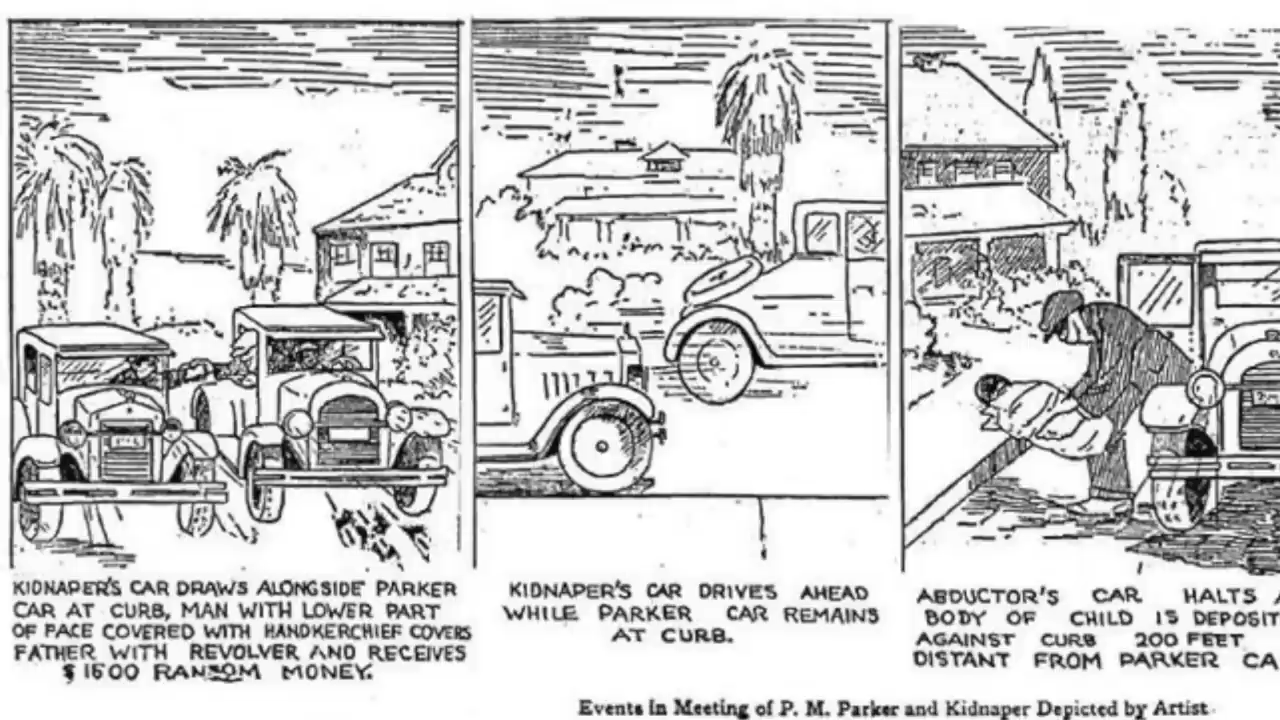 KIDNAPER'S CAR DRAWS ALONGSIDE PARKER
CAR AT CURB, MAN WITH LOWER PART
OF FACE COVERED WITH HANDKERCHIEF COVERS
FATHER WITH REVOLVER AND RECEIVES
$1500 RANSOM MONEY.
KIDNAPER'S CAR DRIVES AHEAD
WHILE PARKER CAR REMAINS
AT CURB.
ABDUCTOR'S CAR HALTS A
BODY OF CHILD IS DEPOSIT
AGAINST CURB 200 FEET
DISTANT FROM PARKER CA
Events in Meeting of P. M. Parker and Kidnaper Depicted by Artist